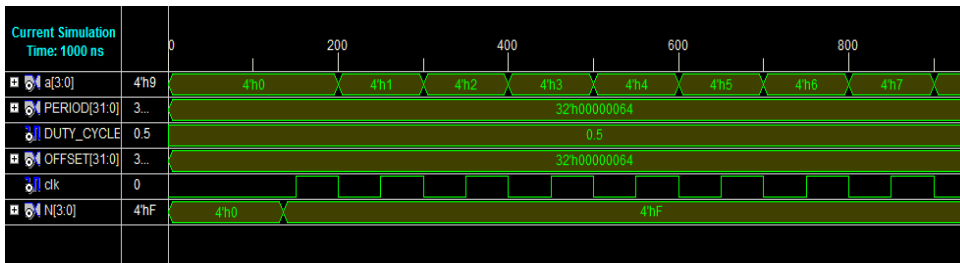 Current Simulation
Time: 1000 ns
0 200 400 600 800
a[3:0] 4'h9 4'h0 4'h1 4'h2 4'h3 4'h4 4'h5 4'h6 4'h7
PERIOD[31:0] 3... 32'h00000064
DUTY_CYCLE 0.5 0.5
OFFSET[31:0] 3... 32'h00000064
clk 0
N[3:0] 4'hF 4'h0 4'hF